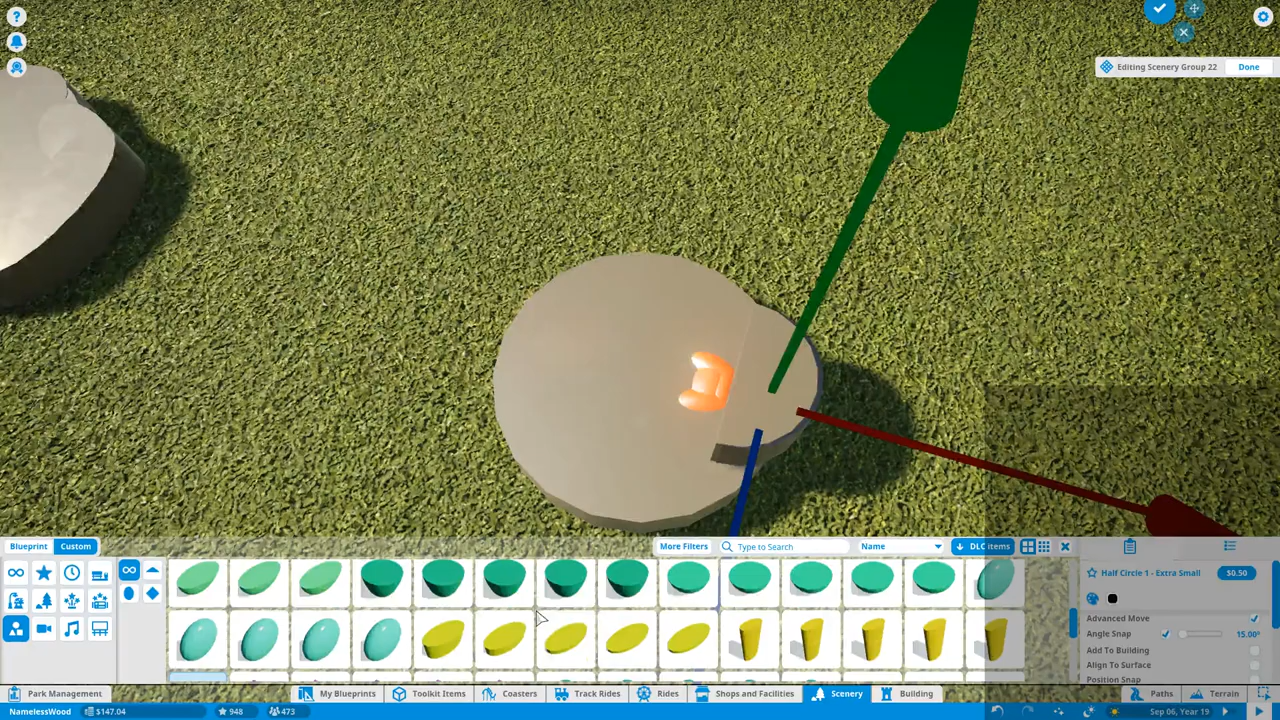 Editing Scenery Group 22 Done
Blueprint Custom More Filters Type to Search Name DLC items
Half Circle 1 - Extra Small $0.50
Advanced Move
Angle Snap 15.00°
Add To Building
Align To Surface
Position Snap
Park Management My Blueprints Toolkit Items Coasters Track Rides Rides Shops and Facilities Scenery Building Paths Terrain
NamelessWood $147.04 948 473 Sep 06, Year 19